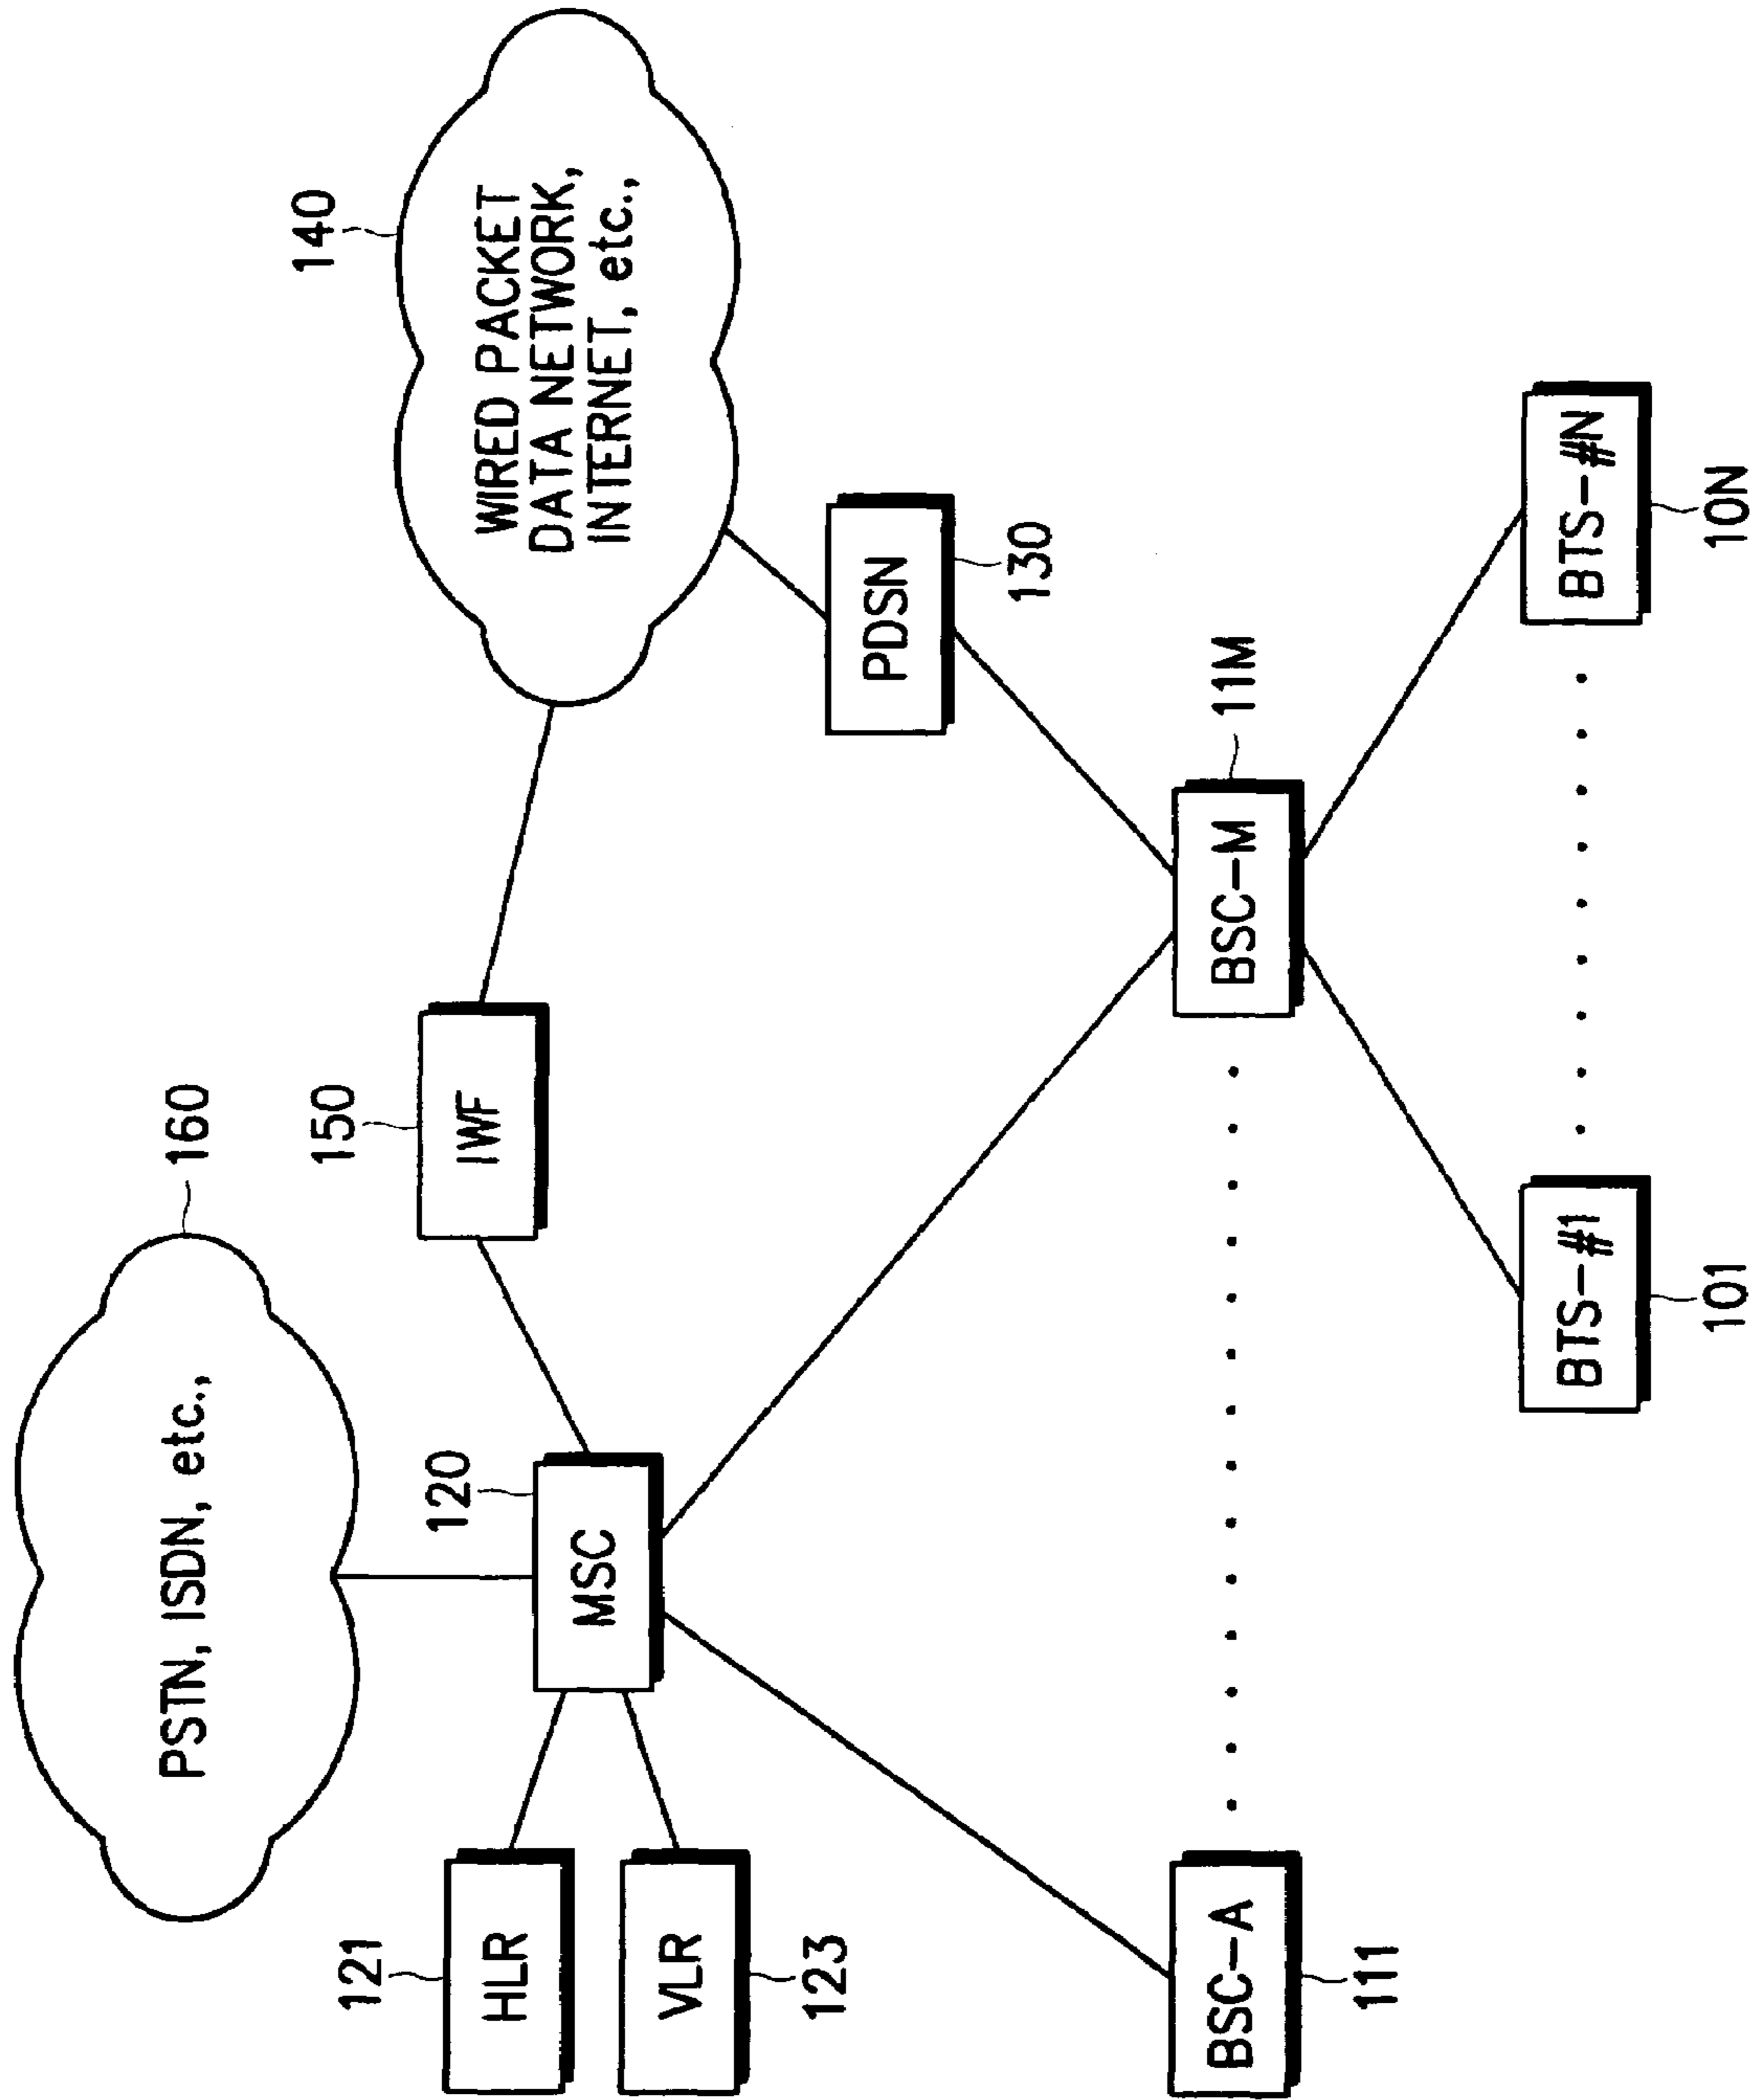 160
PSTN, ISDN, etc.,
140
WIRED PACKET
DATA NETWORK,
INTERNET, etc.,
150
IWF
120
MSC
121
HLR
VLR
123
PDSN
130
11M
BSC-M
BSC-A
111
BTS-#1
101
BTS-#N
10N